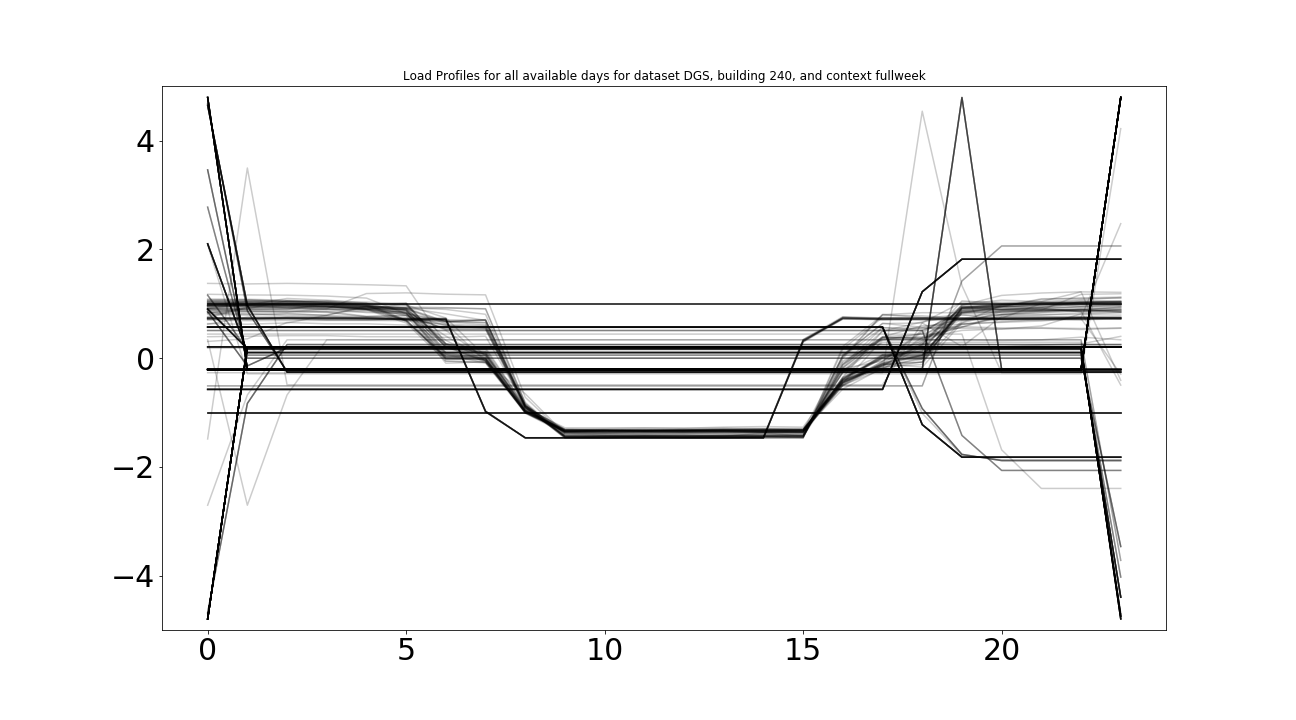 Load Profiles for all available days for dataset DGS, building 240, and context fullweek
4
2
0
−2
−4
0 5 10 15 20